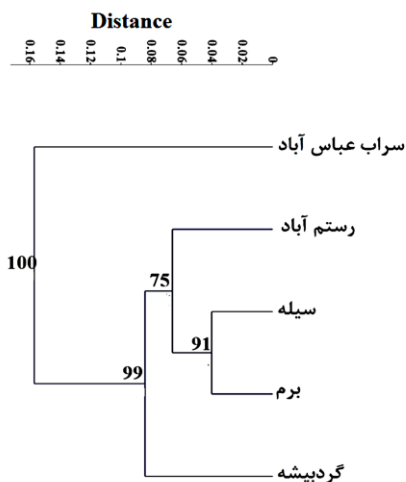 Distance
0.16 0.14 0.12 0.1 0.08 0.06 0.04 0.02 0
سراب عباس آباد
رستم آباد
100
75
سیله
91
99
برم
گردبیشه